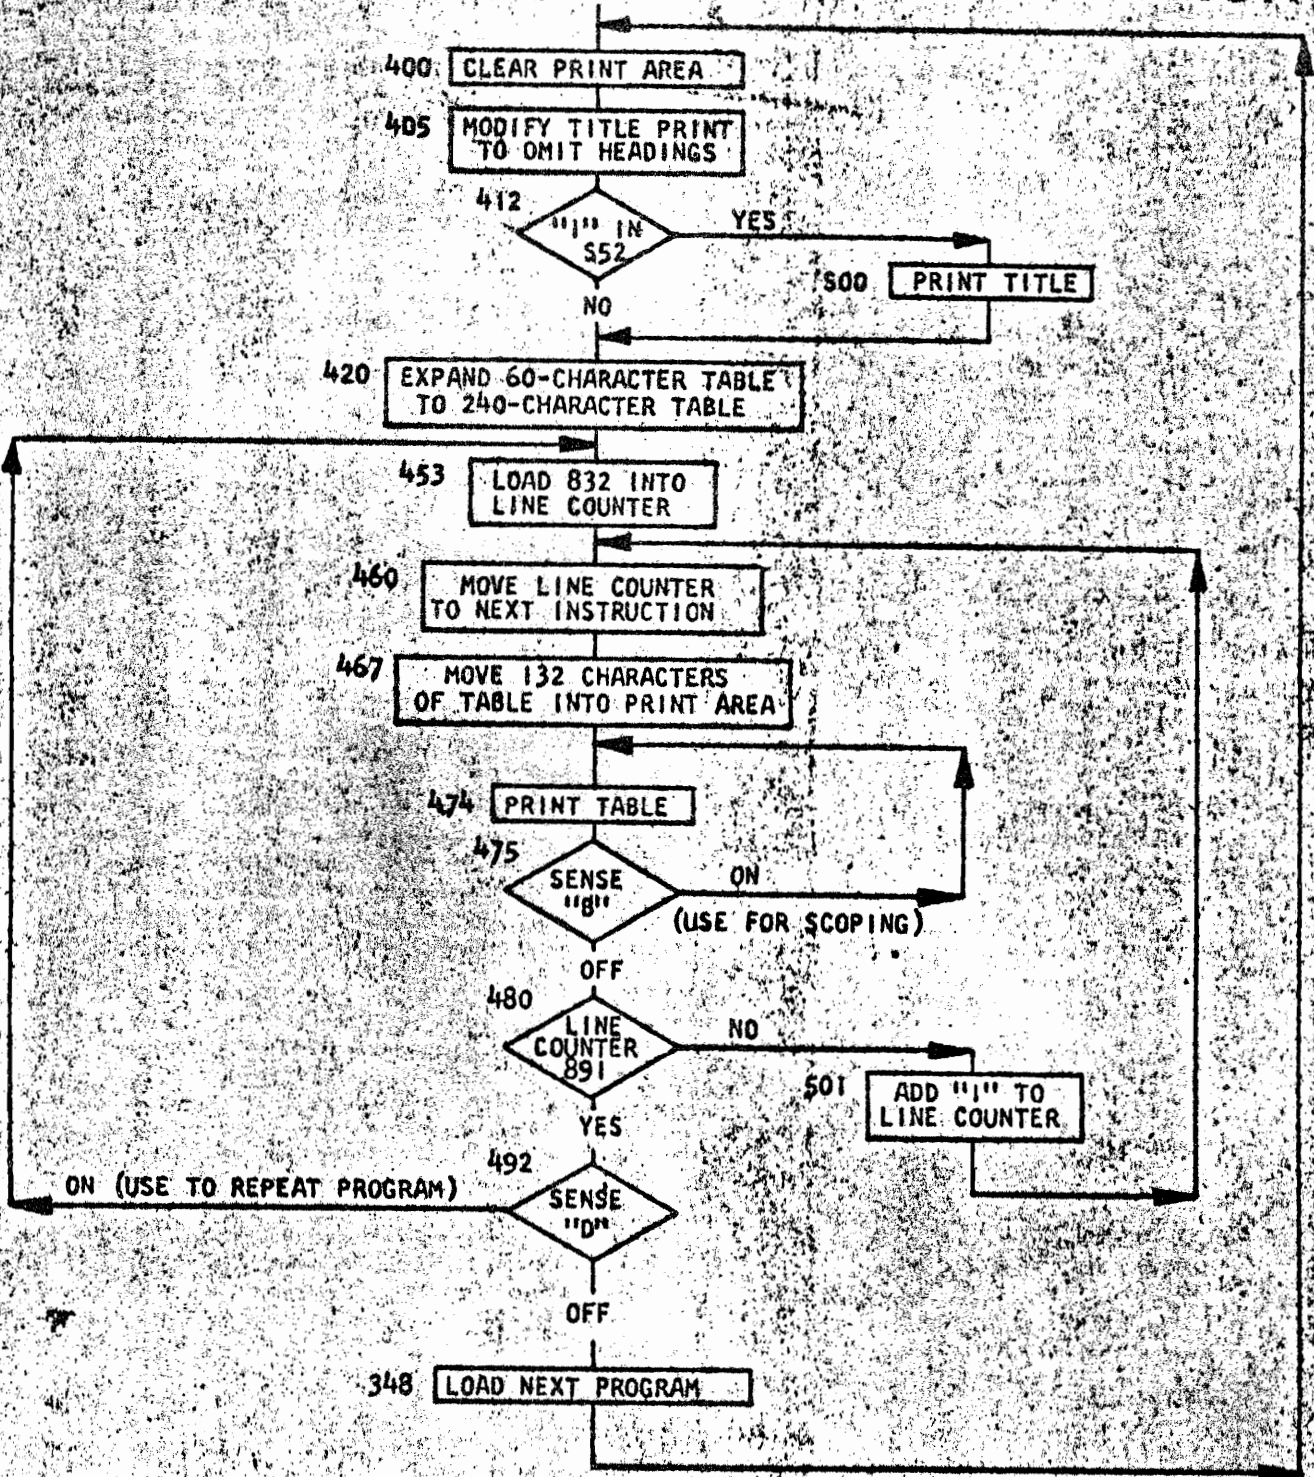 400 CLEAR PRINT AREA
405 MODIFY TITLE PRINT
TO OMIT HEADINGS
412
"1" IN
S52
YES
500 PRINT TITLE
NO
420 EXPAND 60-CHARACTER TABLE
TO 240-CHARACTER TABLE
453 LOAD 832 INTO
LINE COUNTER
460 MOVE LINE COUNTER
TO NEXT INSTRUCTION
467 MOVE 132 CHARACTERS
OF TABLE INTO PRINT AREA
474 PRINT TABLE
475
SENSE
"B"
ON
(USE FOR SCOPING)
OFF
480
LINE
COUNTER
891
NO
501 ADD "1" TO
LINE COUNTER
YES
492
SENSE
"D"
ON (USE TO REPEAT PROGRAM)
OFF
348 LOAD NEXT PROGRAM